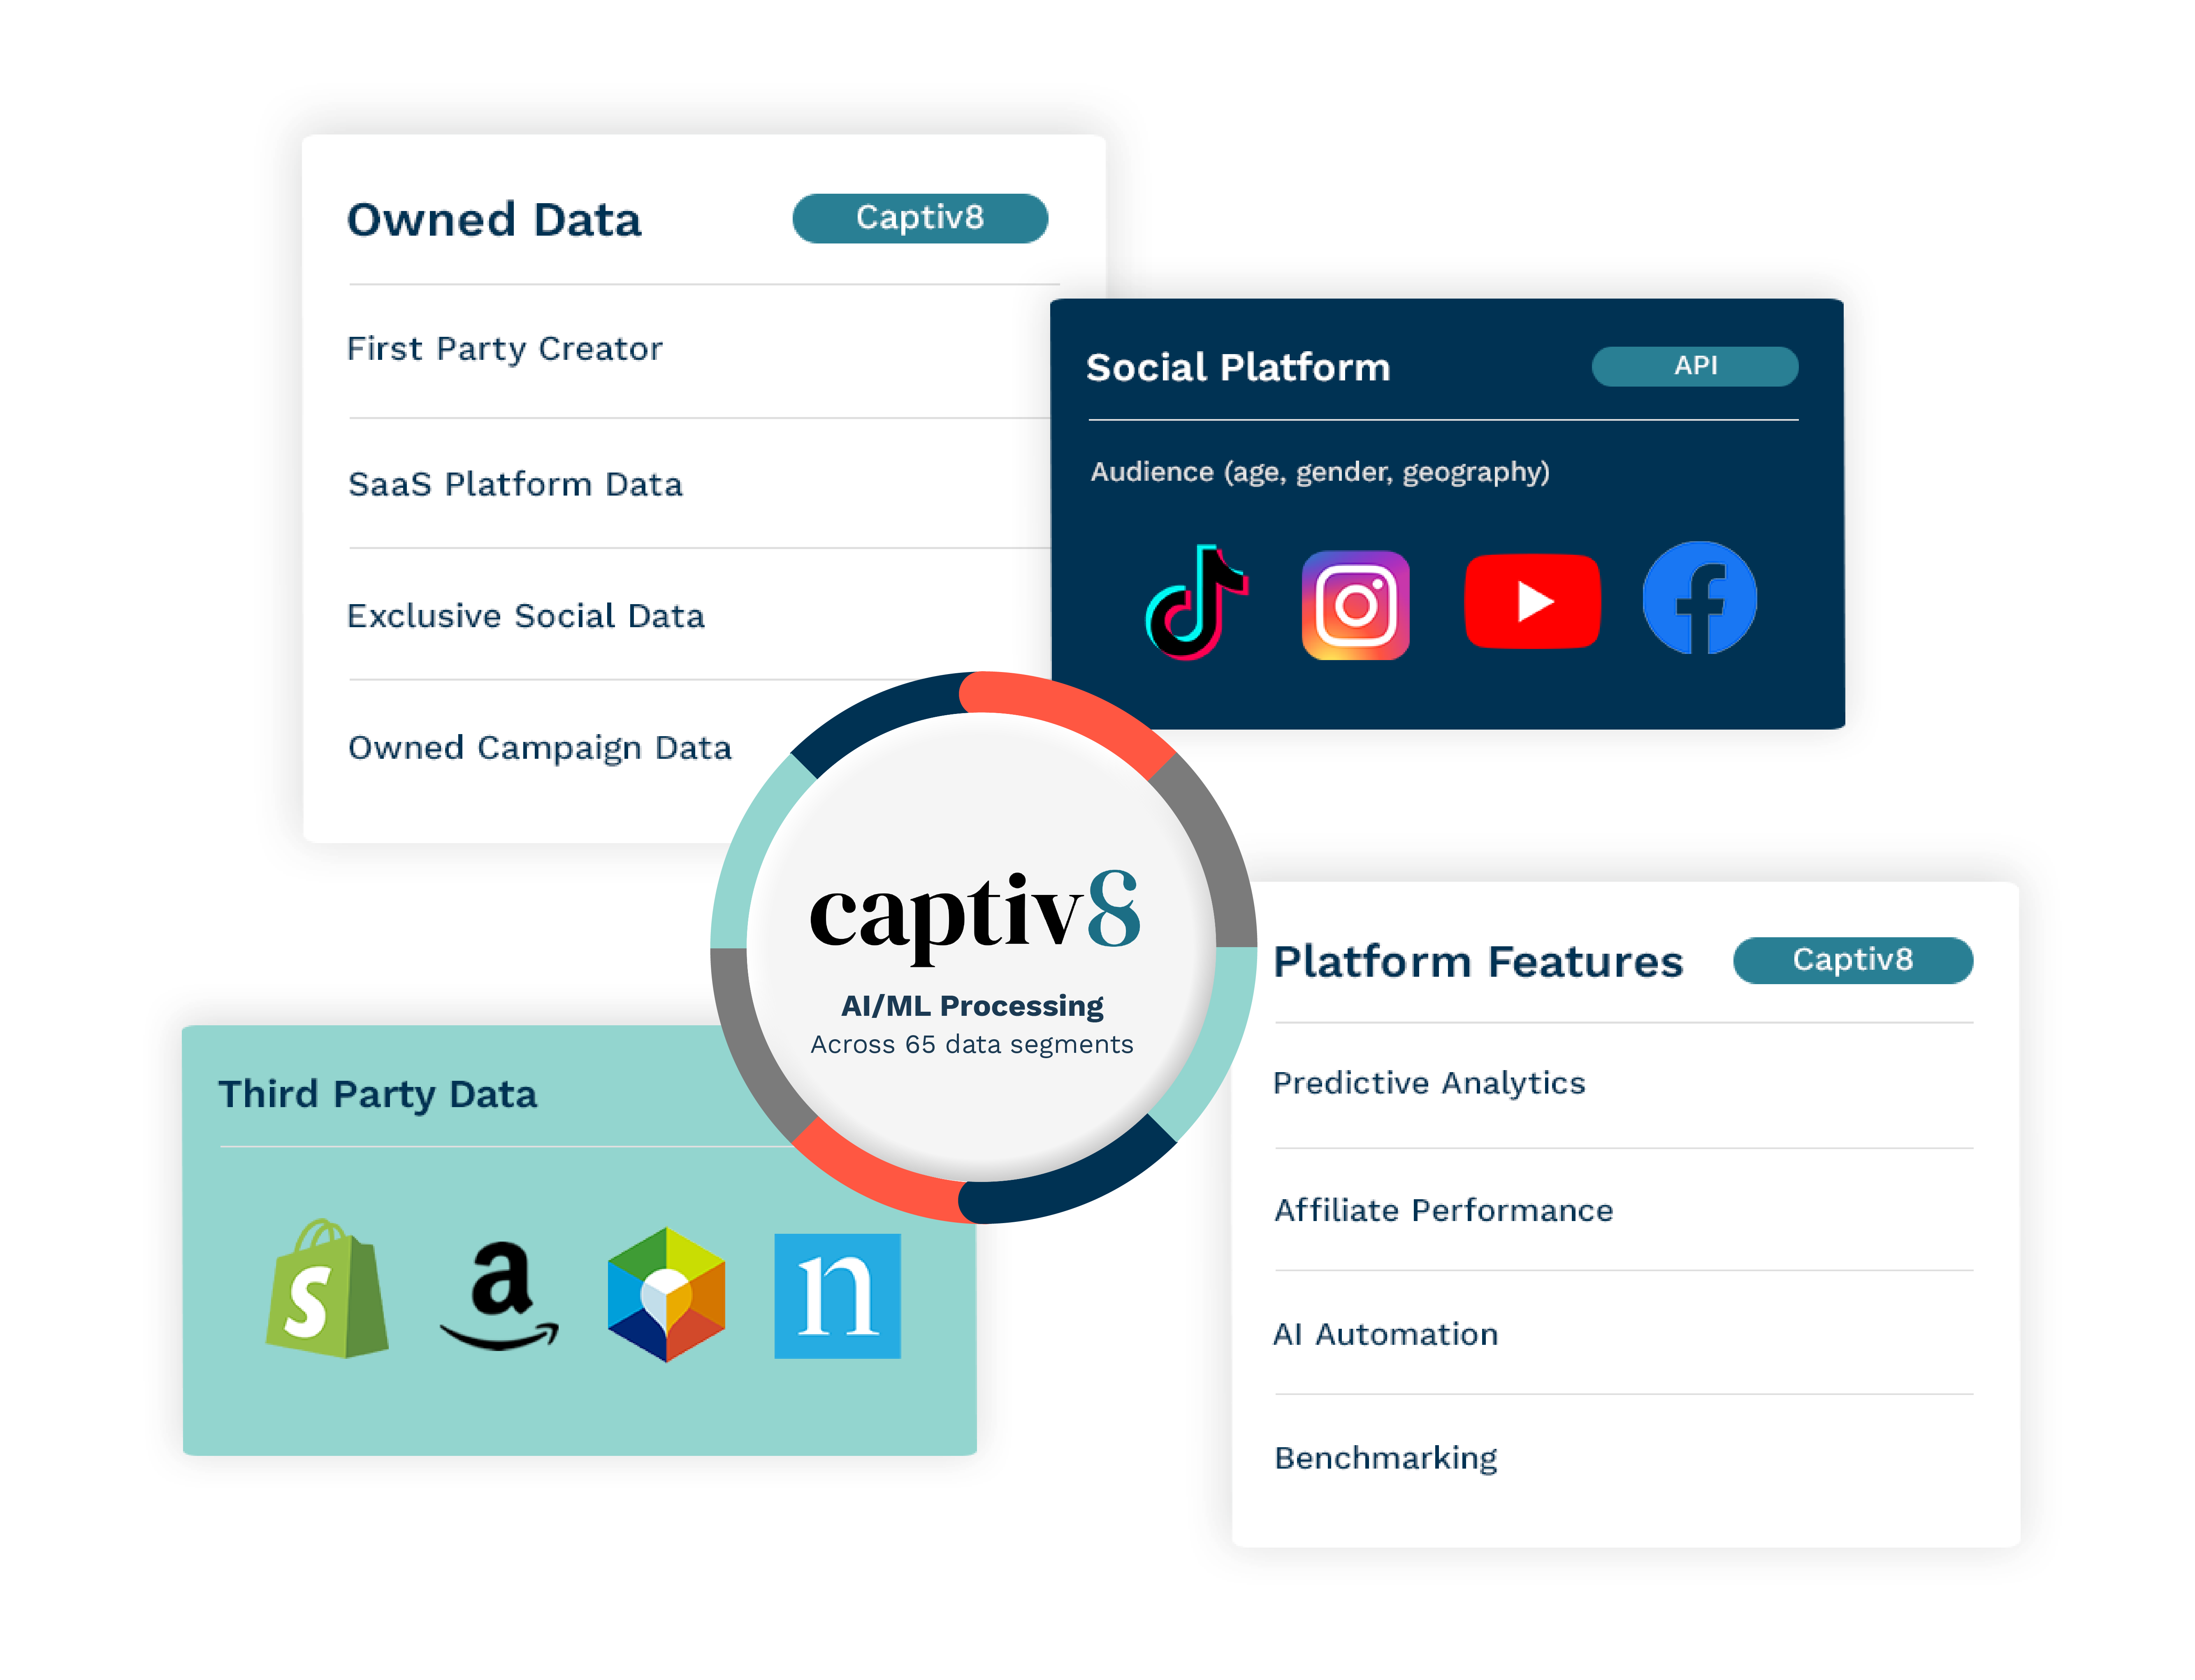 Owned Data
Captiv8
First Party Creator
SaaS Platform Data
Exclusive Social Data
Owned Campaign Data
Social Platform
API
Audience (age, gender, geography)
captiv8
AI/ML Processing
Across 65 data segments
Third Party Data
S
a
n
Platform Features
Captiv8
Predictive Analytics
Affiliate Performance
AI Automation
Benchmarking